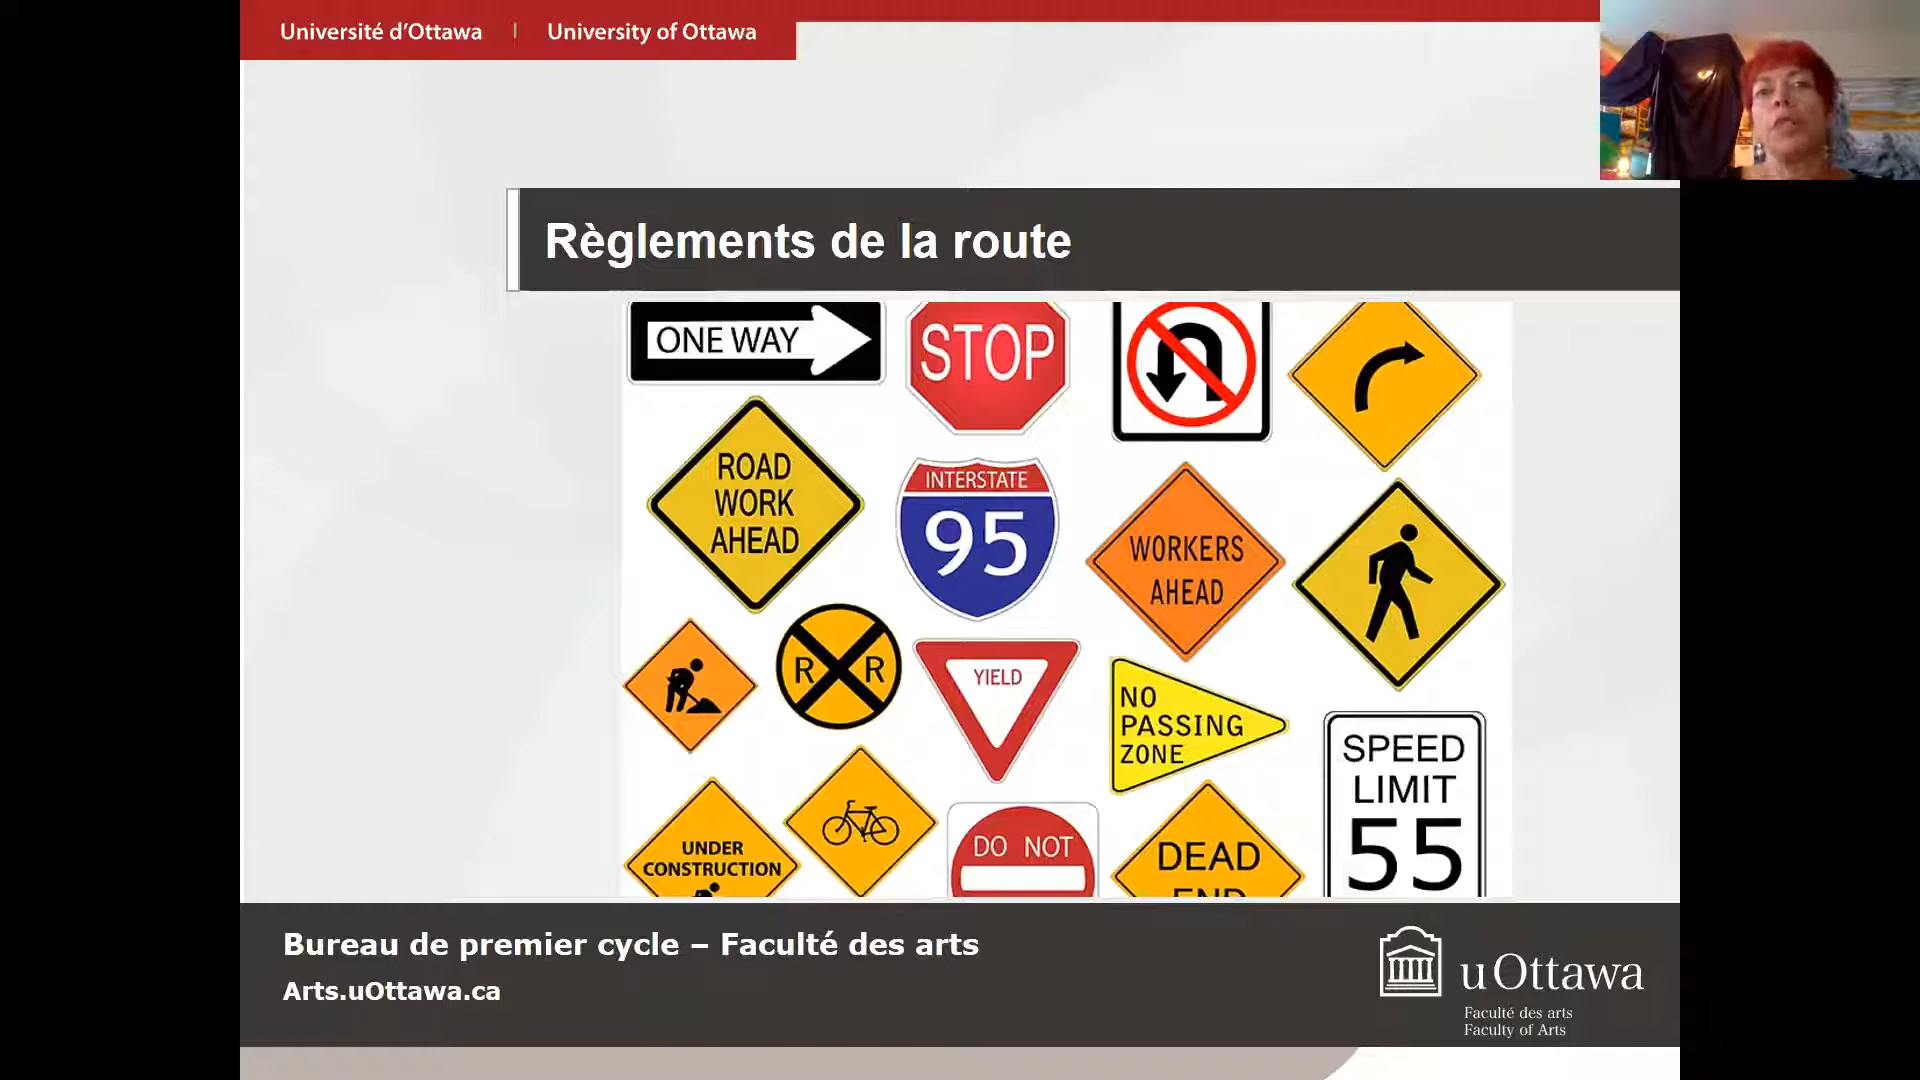 Université d'Ottawa | University of Ottawa
Règlements de la route
ONE WAY
STOP
ROAD
WORK
AHEAD
INTERSTATE
95
WORKERS
AHEAD
R R
YIELD
NO
PASSING
ZONE
SPEED
LIMIT
55
UNDER
CONSTRUCTION
DO NOT
DEAD
END
Bureau de premier cycle – Faculté des arts
Arts.uOttawa.ca
uOttawa
Faculté des arts
Faculty of Arts